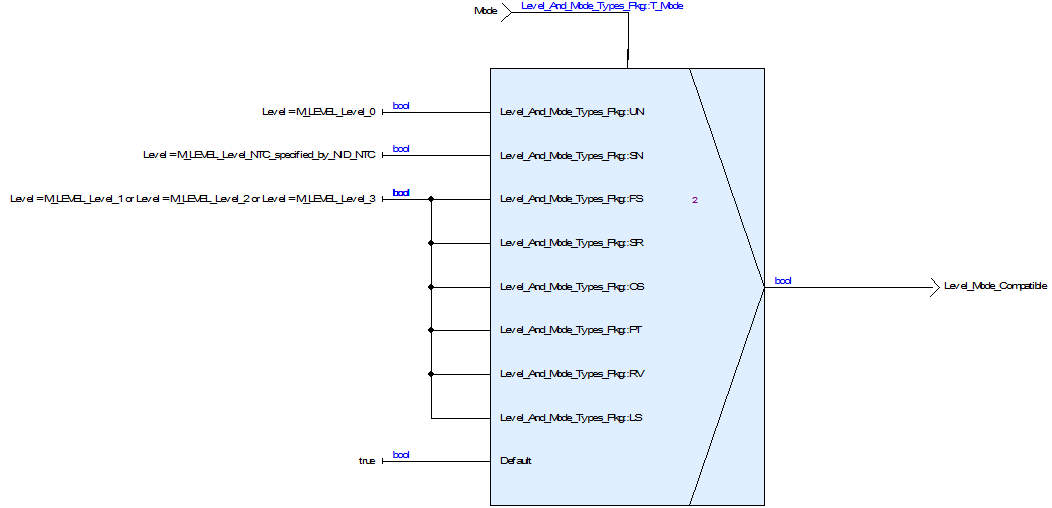 Mode
Level_And_Mode_Types_Pkg::T_Mode
Level = M_LEVEL_Level_0
bool
Level_And_Mode_Types_Pkg::UN
Level = M_LEVEL_Level_NTC_specified_by_NID_NTC
bool
Level_And_Mode_Types_Pkg::SN
Level = M_LEVEL_Level_1 or Level = M_LEVEL_Level_2 or Level = M_LEVEL_Level_3
bool
Level_And_Mode_Types_Pkg::FS
2
Level_And_Mode_Types_Pkg::SR
Level_And_Mode_Types_Pkg::OS
bool
Level_Mode_Compatible
Level_And_Mode_Types_Pkg::PT
Level_And_Mode_Types_Pkg::RV
Level_And_Mode_Types_Pkg::LS
true
bool
Default